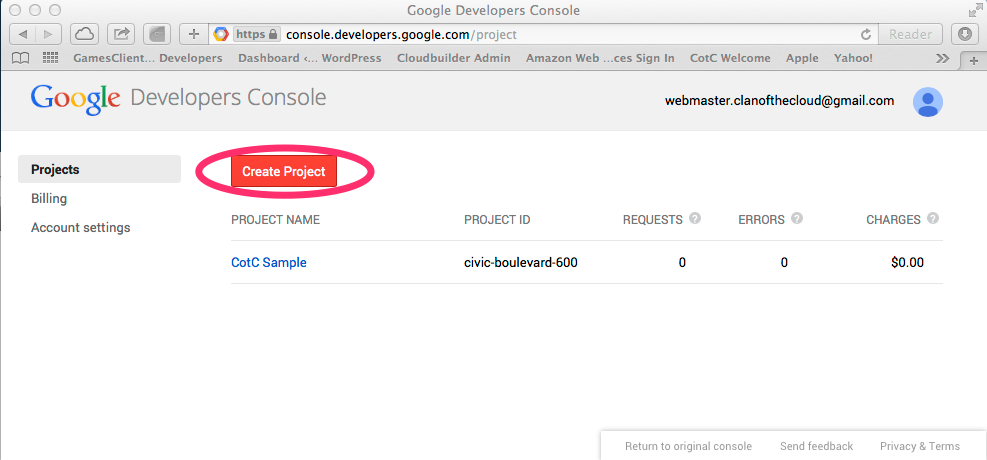 Google Developers Console
https console.developers.google.com/project Reader
GamesClient... Developers Dashboard ‹... WordPress Cloudbuilder Admin Amazon Web ...ces Sign In CotC Welcome Apple Yahoo!
Google Developers Console webmaster.clanofthecloud@gmail.com
Projects
Billing
Account settings
Create Project
PROJECT NAME PROJECT ID REQUESTS ? ERRORS ? CHARGES ?
CotC Sample civic-boulevard-600 0 0 $0.00
Return to original console Send feedback Privacy & Terms